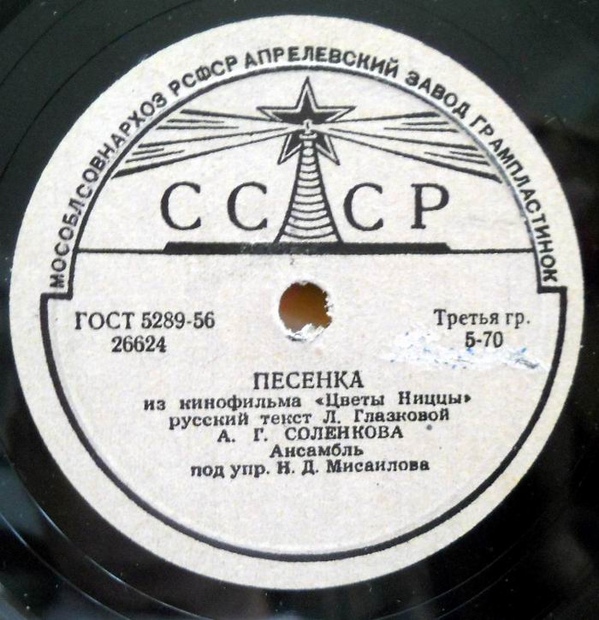 МОСОБЛСОВНАРХОЗ РСФСР АПРЕЛЕВСКИЙ ЗАВОД ГРАМПЛАСТИНОК
СССР
ГОСТ 5289-56
26624
Третья гр.
5-70
ПЕСЕНКА
из кинофильма «Цветы Ниццы»
русский текст Л. Глазковой
А. Г. СОЛЕНКОВА
Ансамбль
под упр. Н. Д. Мисаилова